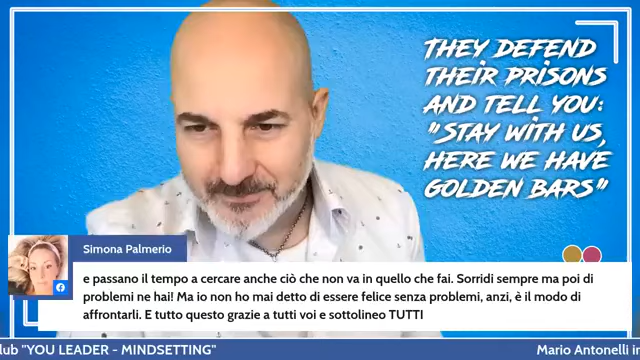 THEY DEFEND
THEIR PRISONS
AND TELL YOU:
"STAY WITH US,
HERE WE HAVE
GOLDEN BARS"
Simona Palmerio
e passano il tempo a cercare anche ciò che non va in quello che fai. Sorridi sempre ma poi di
problemi ne hai! Ma io non ho mai detto di essere felice senza problemi, anzi, è il modo di
affrontarli. E tutto questo grazie a tutti voi e sottolineo TUTTI
lub "YOU LEADER - MINDSETTING" Mario Antonelli in